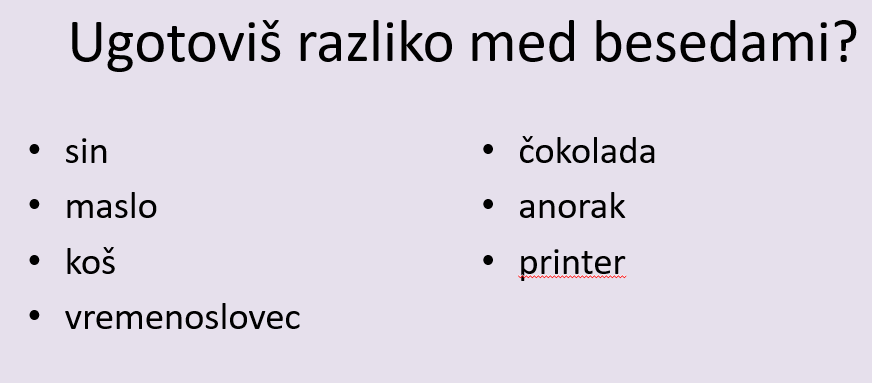 Ugotoviš razliko med besedami?
• sin
• maslo
• koš
• vremenoslovec
• čokolada
• anorak
• printer